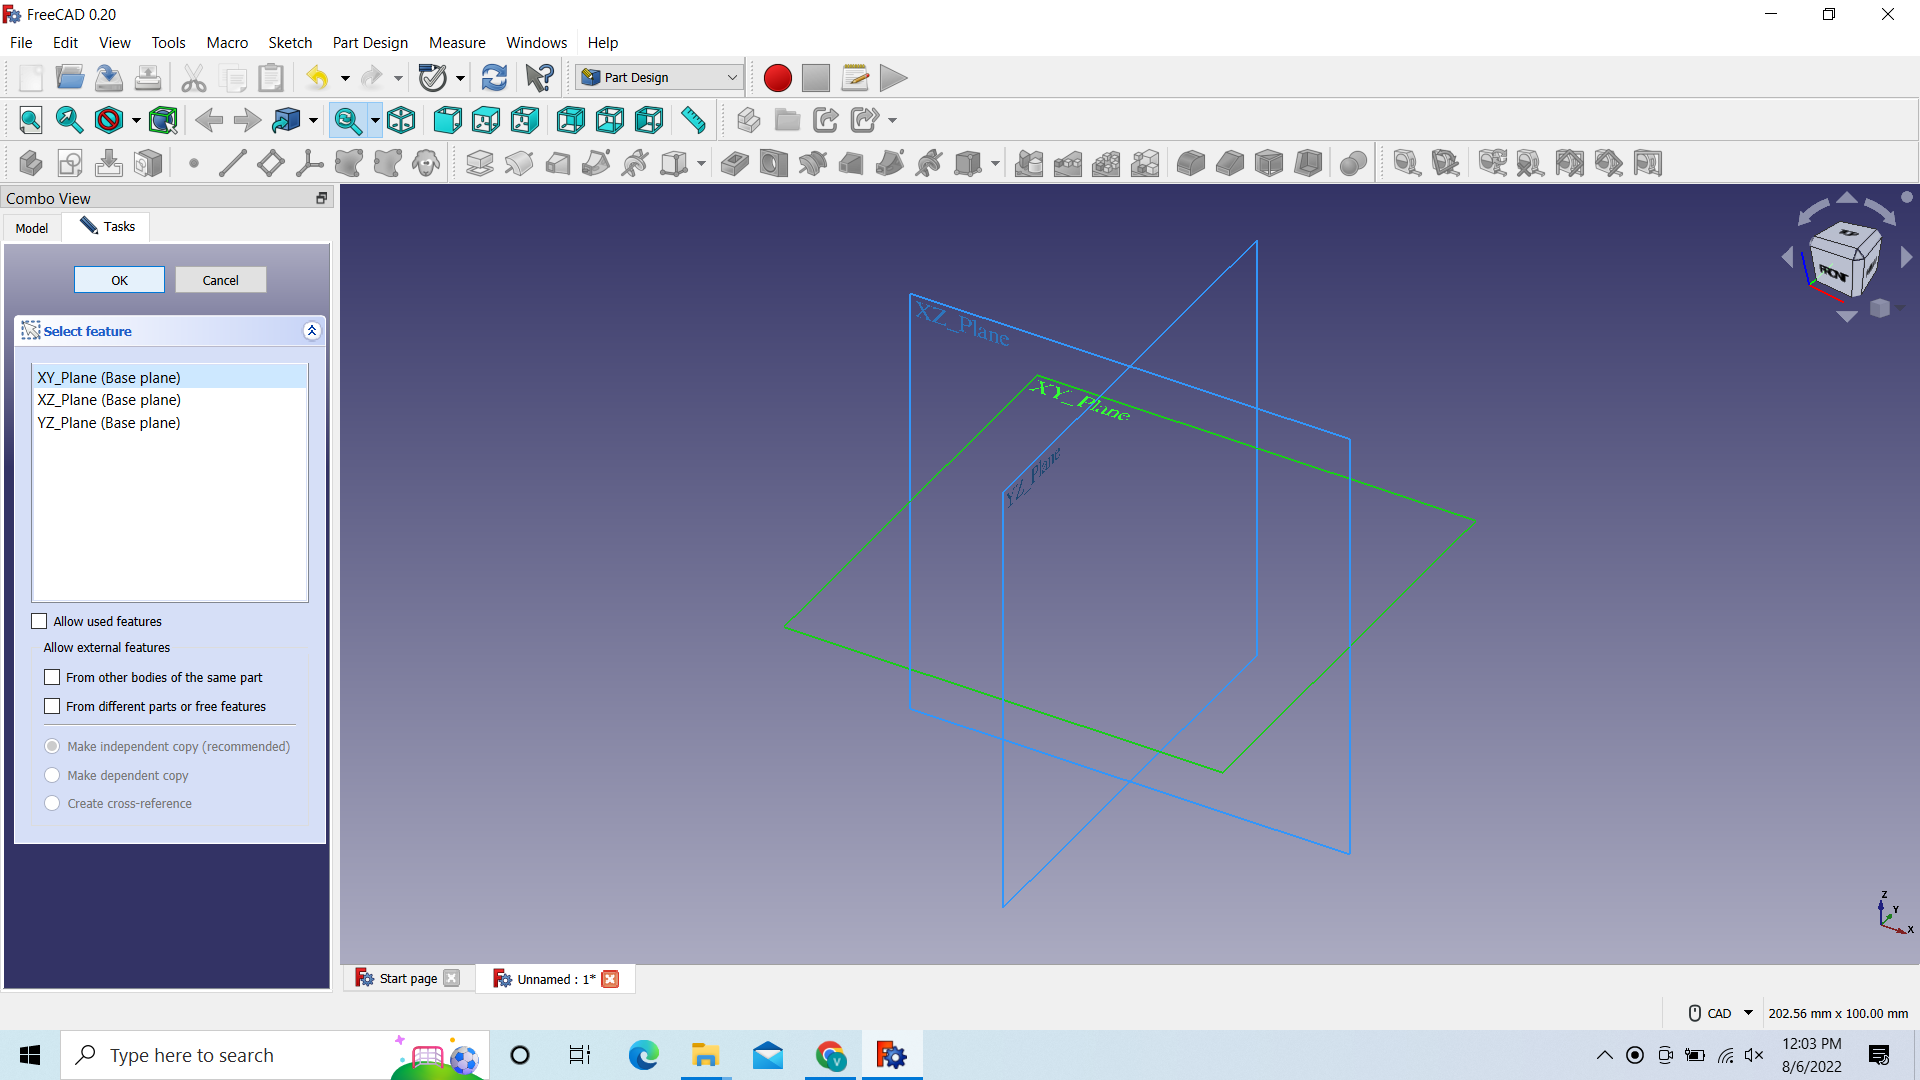 FreeCAD 0.20
File Edit View Tools Macro Sketch Part Design Measure Windows Help
Part Design
Combo View
Model Tasks
OK Cancel
Select feature
XY_Plane (Base plane)
XZ_Plane (Base plane)
YZ_Plane (Base plane)
Allow used features
Allow external features
From other bodies of the same part
From different parts or free features
Make independent copy (recommended)
Make dependent copy
Create cross-reference
XZ_Plane
XY_Plane
YZ_Plane
TOP
FRONT
Z
Y
X
Start page Unnamed : 1*
CAD 202.56 mm x 100.00 mm
Type here to search
V
12:03 PM
8/6/2022